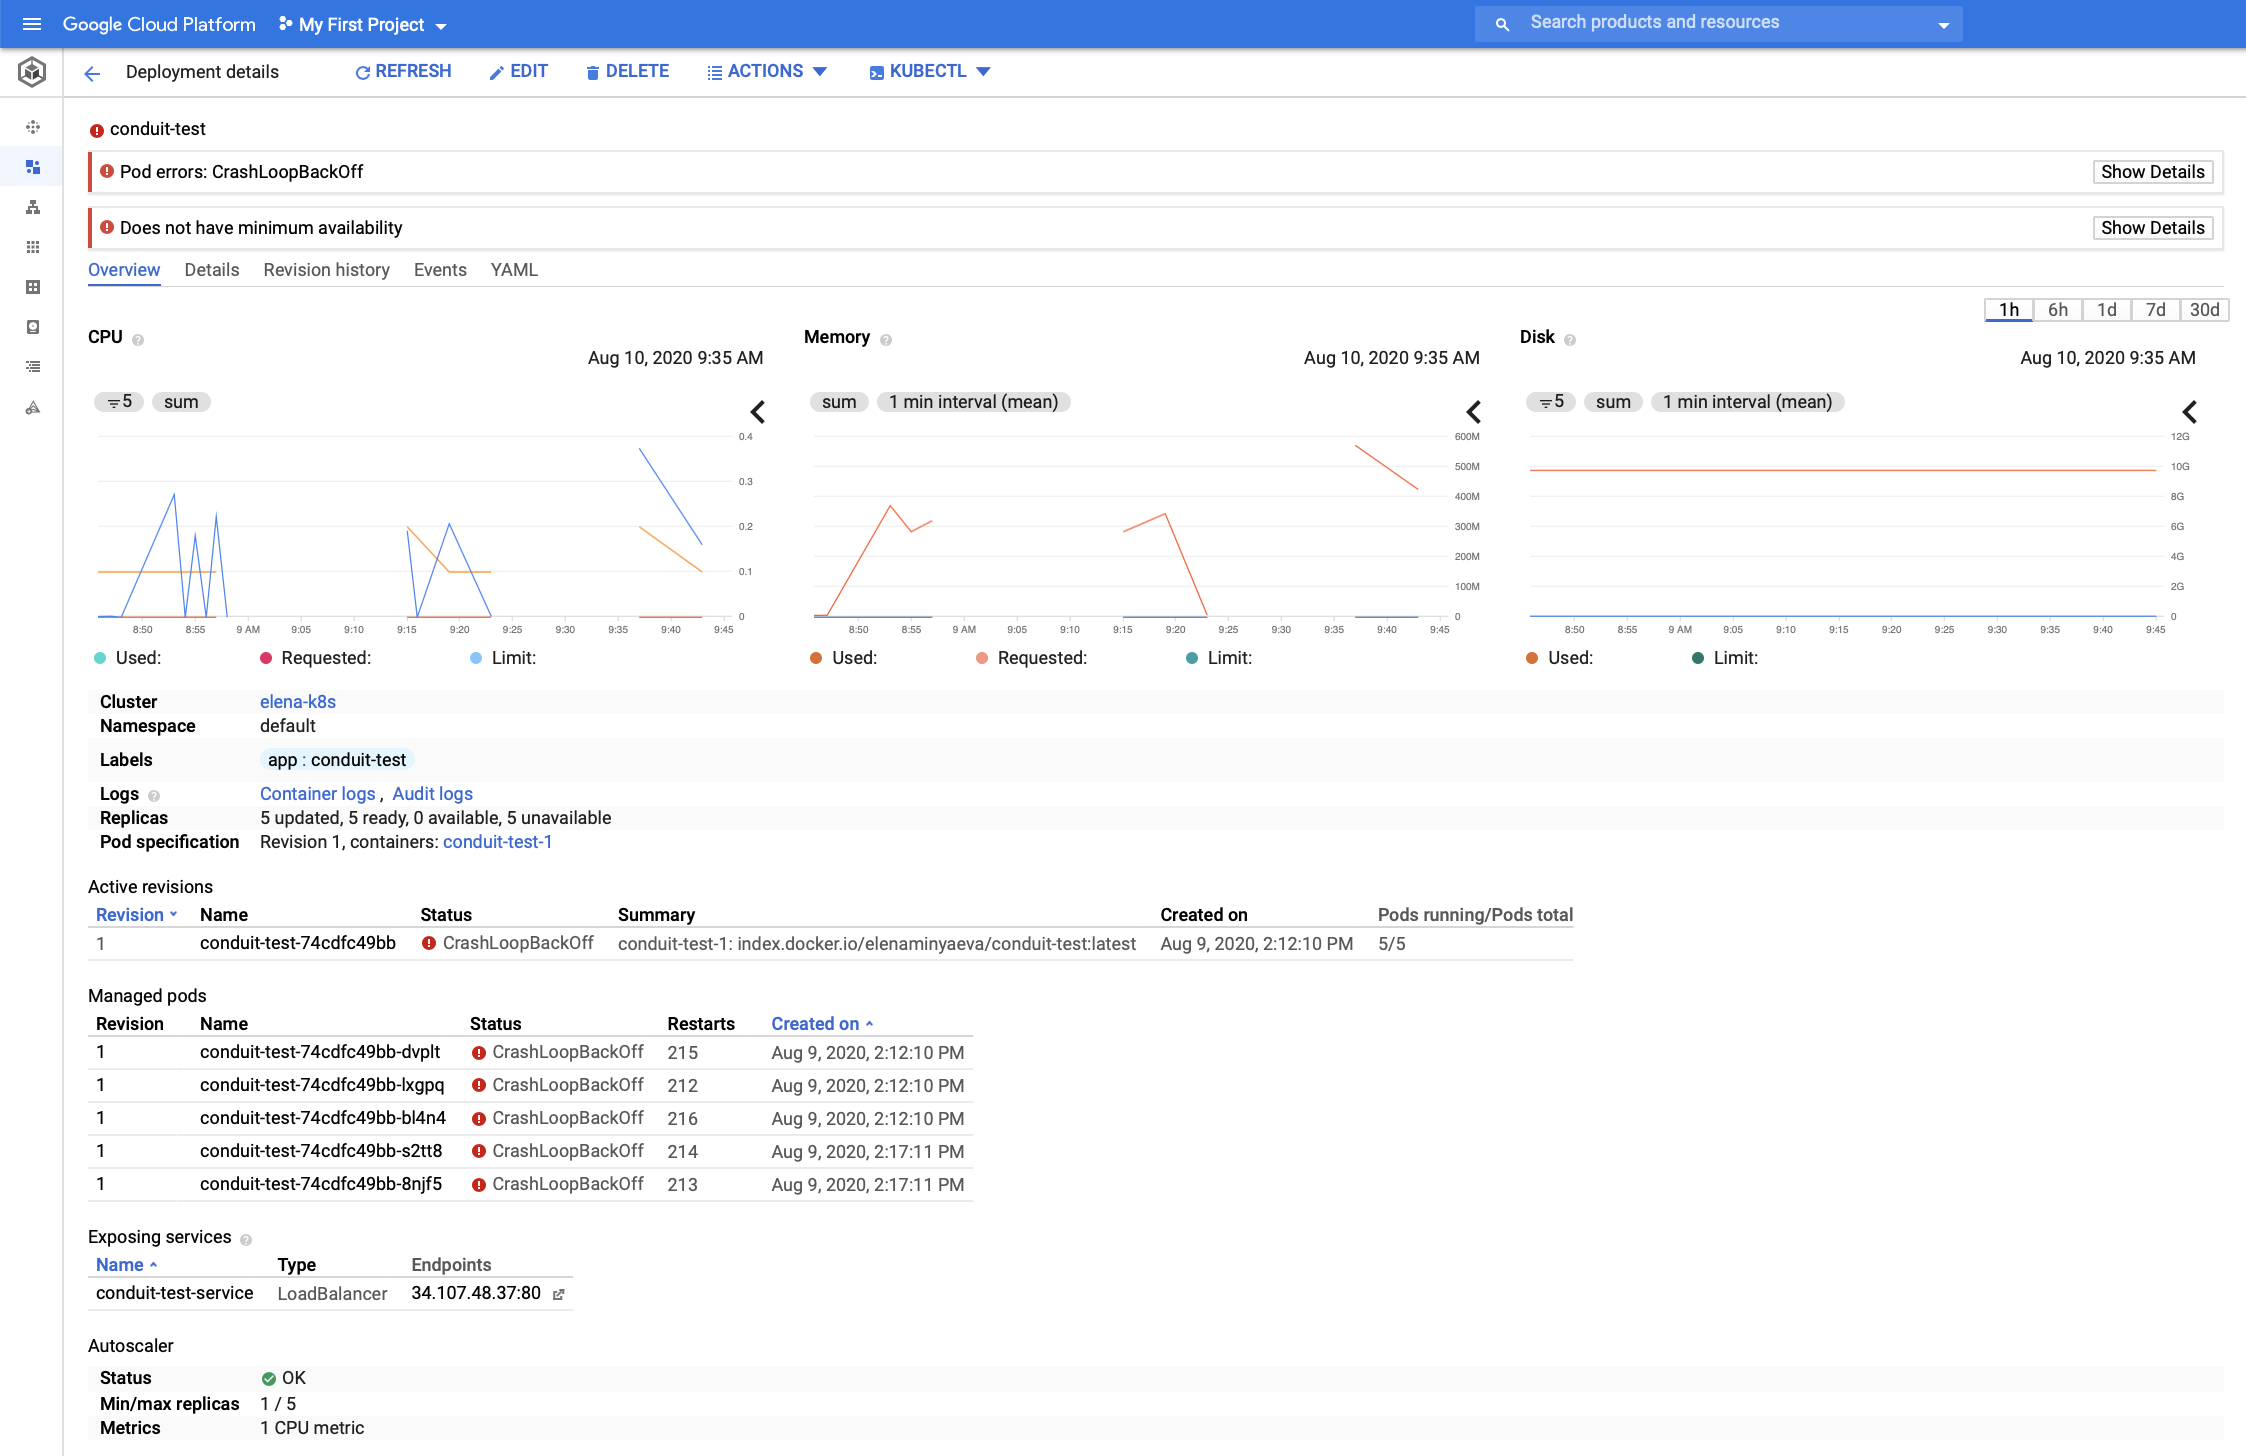 Google Cloud Platform My First Project Search products and resources
Deployment details REFRESH EDIT DELETE ACTIONS KUBECTL
conduit-test
Pod errors: CrashLoopBackOff Show Details
Does not have minimum availability Show Details
Overview Details Revision history Events YAML
1h 6h 1d 7d 30d
CPU Memory Disk
Aug 10, 2020 9:35 AM Aug 10, 2020 9:35 AM Aug 10, 2020 9:35 AM
5 sum sum 1 min interval (mean) 5 sum 1 min interval (mean)
0.4 600M 12G
500M 10G
0.3 400M 8G
0.2 300M 6G
200M 4G
0.1 100M 2G
0 0 0
8:50 8:55 9 AM 9:05 9:10 9:15 9:20 9:25 9:30 9:35 9:40 9:45 8:50 8:55 9 AM 9:05 9:10 9:15 9:20 9:25 9:30 9:35 9:40 9:45 8:50 8:55 9 AM 9:05 9:10 9:15 9:20 9:25 9:30 9:35 9:40 9:45
Used: Requested: Limit: Used: Requested: Limit: Used: Limit:
Cluster elena-k8s
Namespace default
Labels app : conduit-test
Logs Container logs , Audit logs
Replicas 5 updated, 5 ready, 0 available, 5 unavailable
Pod specification Revision 1, containers: conduit-test-1
Active revisions
Revision Name Status Summary Created on Pods running/Pods total
1 conduit-test-74cdfc49bb CrashLoopBackOff conduit-test-1: index.docker.io/elenaminyaeva/conduit-test:latest Aug 9, 2020, 2:12:10 PM 5/5
Managed pods
Revision Name Status Restarts Created on
1 conduit-test-74cdfc49bb-dvplt CrashLoopBackOff 215 Aug 9, 2020, 2:12:10 PM
1 conduit-test-74cdfc49bb-lxgpq CrashLoopBackOff 212 Aug 9, 2020, 2:12:10 PM
1 conduit-test-74cdfc49bb-bl4n4 CrashLoopBackOff 216 Aug 9, 2020, 2:12:10 PM
1 conduit-test-74cdfc49bb-s2tt8 CrashLoopBackOff 214 Aug 9, 2020, 2:17:11 PM
1 conduit-test-74cdfc49bb-8njf5 CrashLoopBackOff 213 Aug 9, 2020, 2:17:11 PM
Exposing services
Name Type Endpoints
conduit-test-service LoadBalancer 34.107.48.37:80
Autoscaler
Status OK
Min/max replicas 1 / 5
Metrics 1 CPU metric